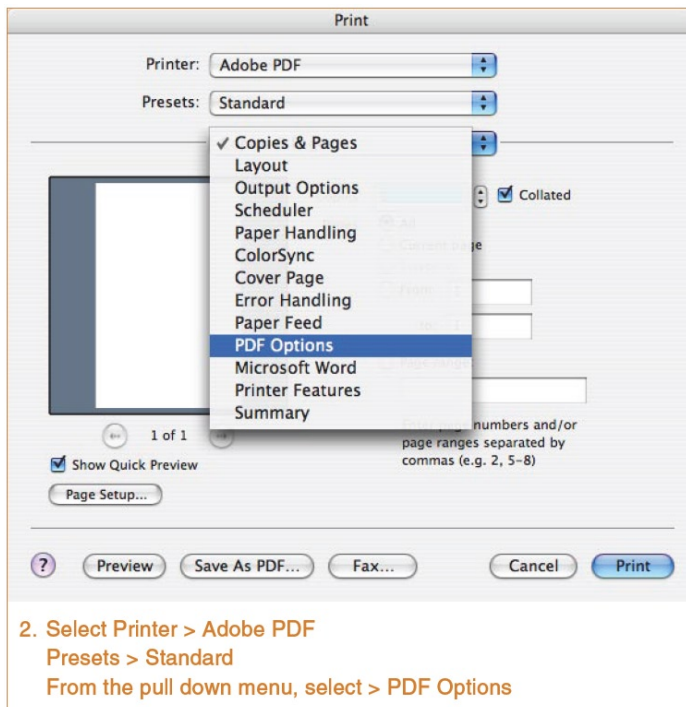 Print
Printer: Adobe PDF
Presets: Standard
✓ Copies & Pages
Layout
Output Options
Scheduler
Paper Handling
ColorSync
Cover Page
Error Handling
Paper Feed
PDF Options
Microsoft Word
Printer Features
Summary
Collated
page numbers and/or
page ranges separated by
commas (e.g. 2, 5-8)
1 of 1
Show Quick Preview
Page Setup...
? Preview Save As PDF... Fax... Cancel Print
2. Select Printer > Adobe PDF
Presets > Standard
From the pull down menu, select > PDF Options